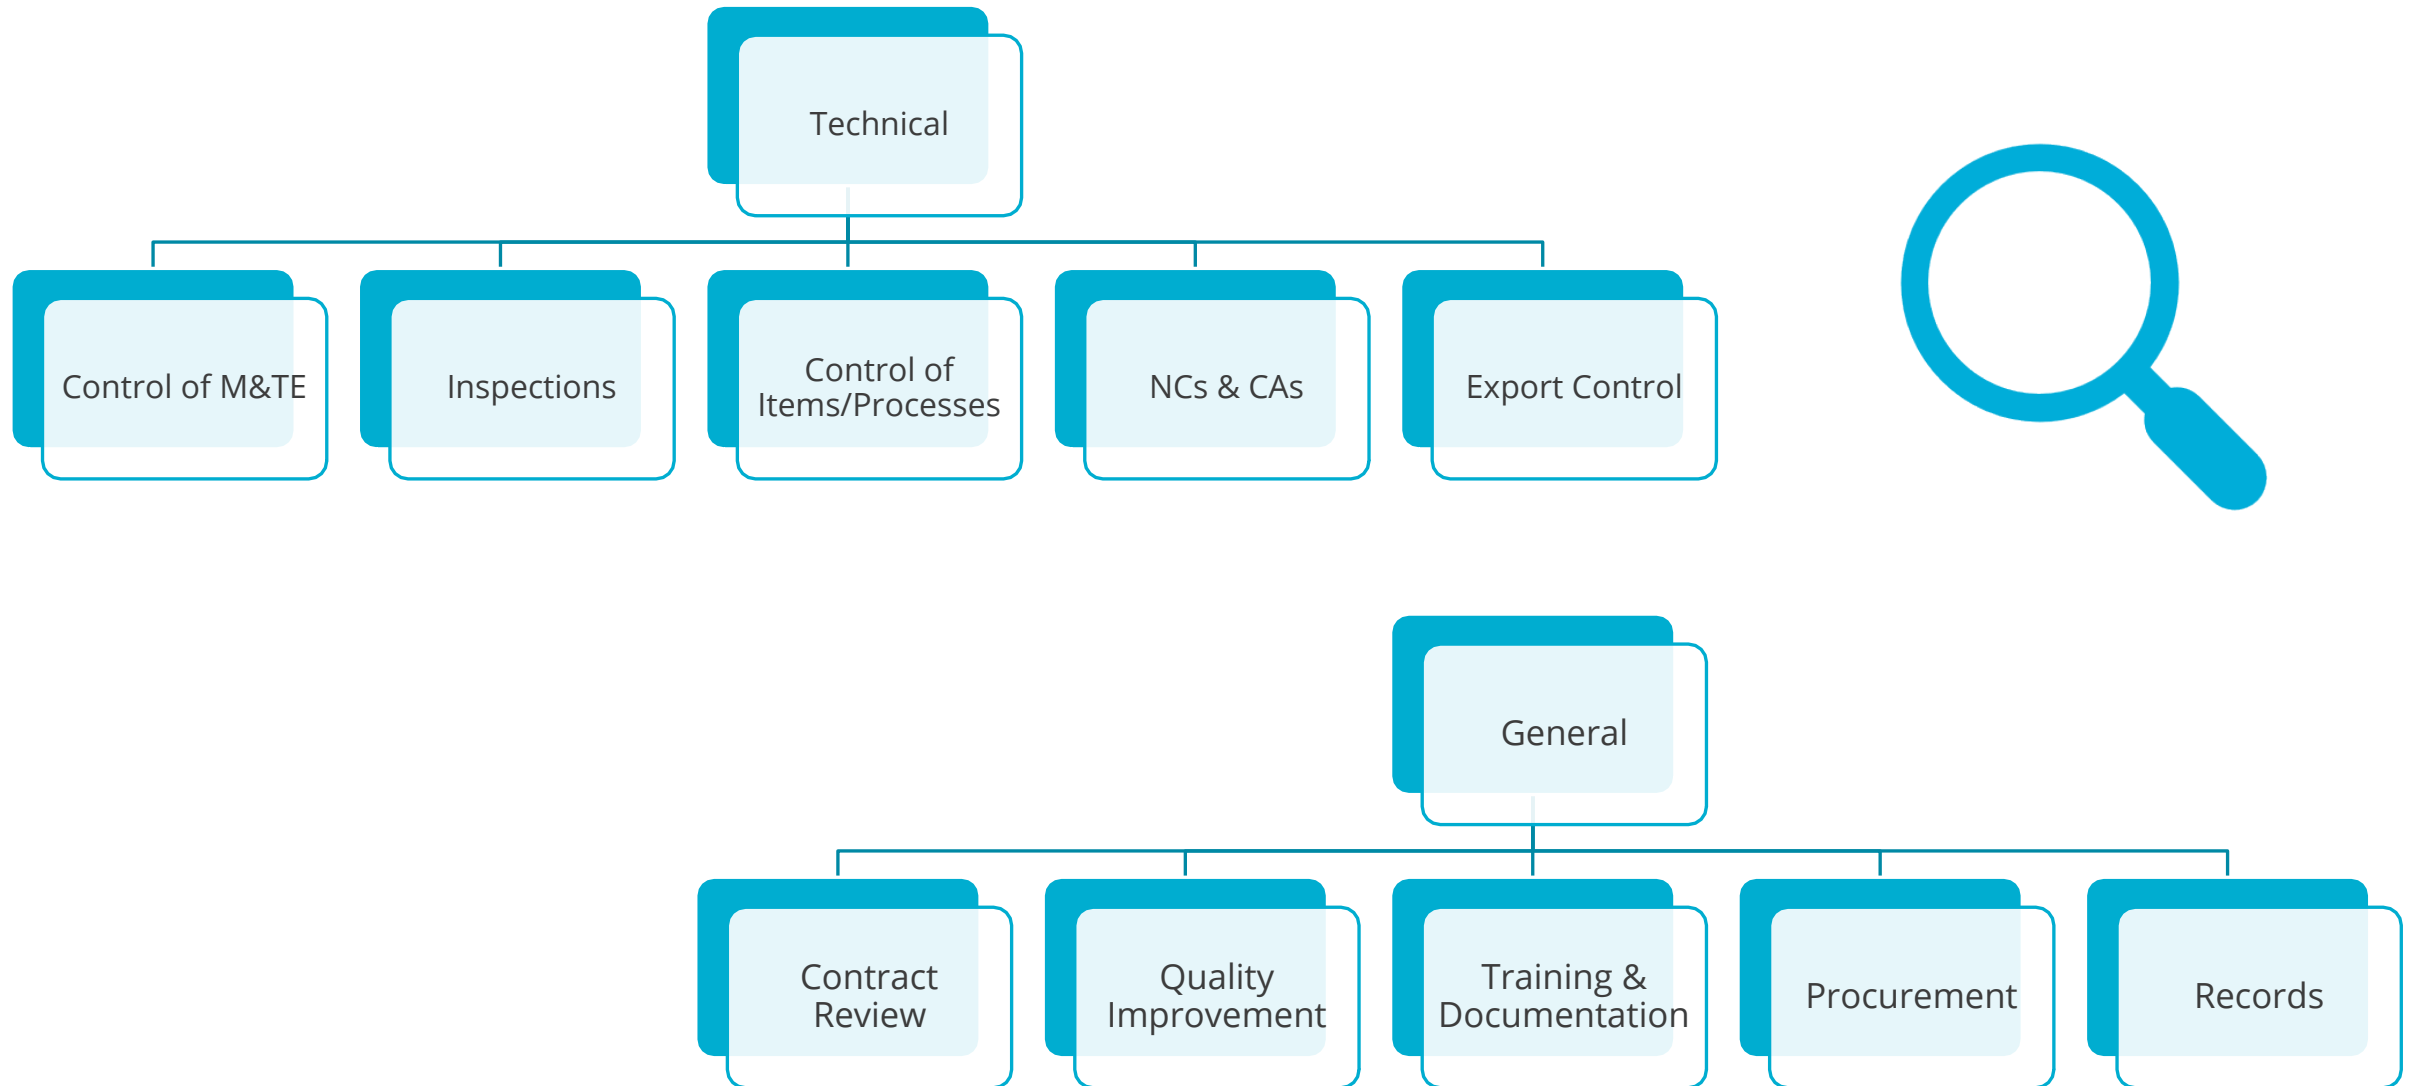 Technical
Control of M&TE
Inspections
Control of
Items/Processes
NCs & CAs
Export Control
General
Contract
Review
Quality
Improvement
Training &
Documentation
Procurement
Records